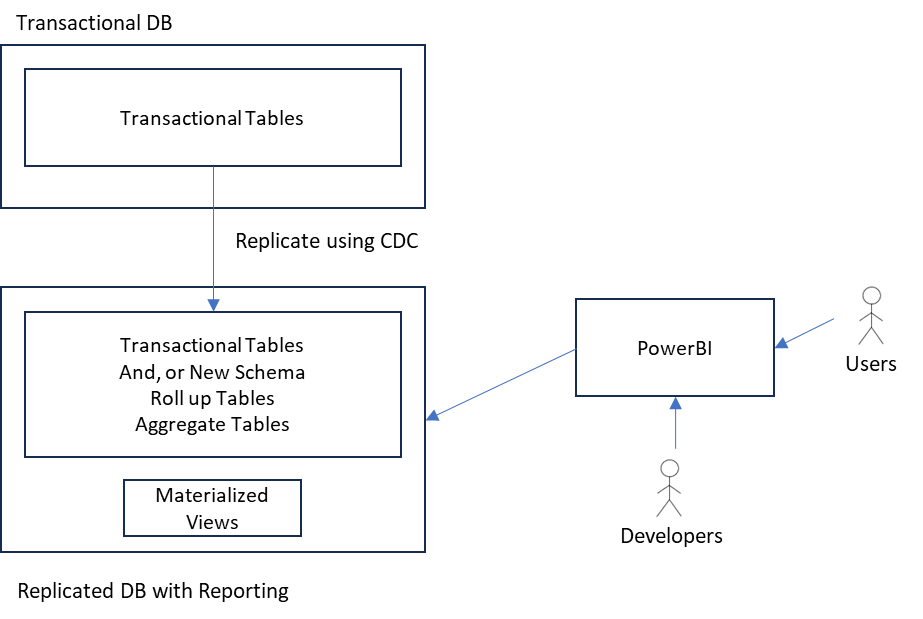 Transactional DB
Transactional Tables
Replicate using CDC
Transactional Tables
And, or New Schema
Roll up Tables
Aggregate Tables
Materialized
Views
Replicated DB with Reporting
PowerBI
Users
Developers